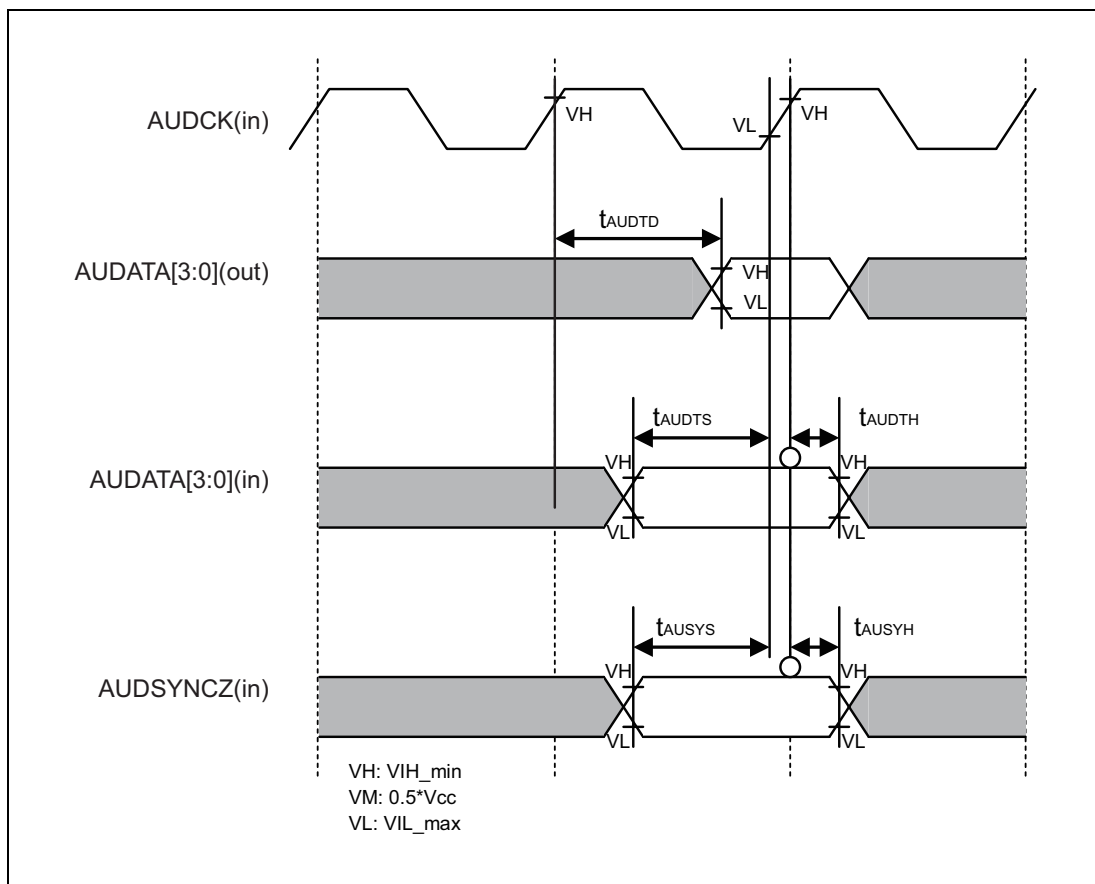 AUDCK(in)
VH
VL
VH
tAUDTD
AUDATA[3:0](out)
VH
VL
tAUDTS
tAUDTH
AUDATA[3:0](in)
VH
VH
VL
VL
tAUSYS
tAUSYH
AUDSYNCZ(in)
VH
VH
VL
VL
VH: VIH_min
VM: 0.5*Vcc
VL: VIL_max